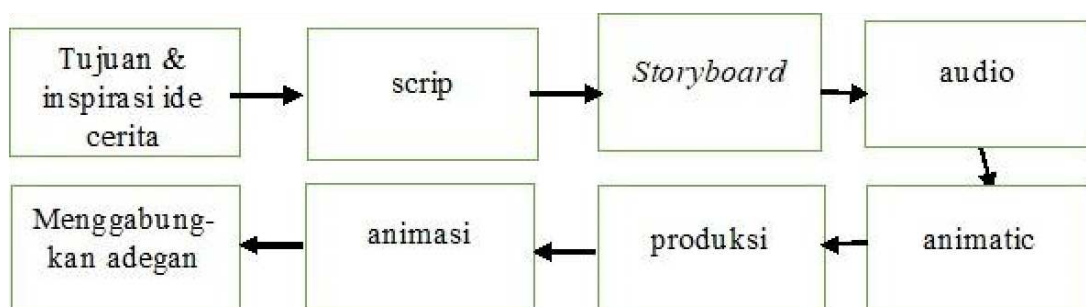 Tujuan &
inspirasi ide
cerita
scrip
Storyboard
audio
animatic
produksi
animasi
Menggabung-
kan adegan